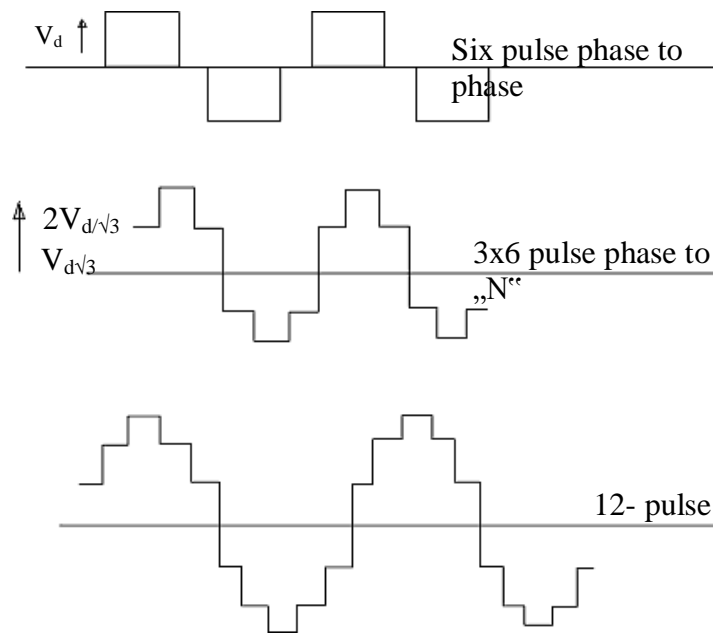 V_d
Six pulse phase to
phase
2V_d/√3
V_d√3
3x6 pulse phase to
„N“
12- pulse